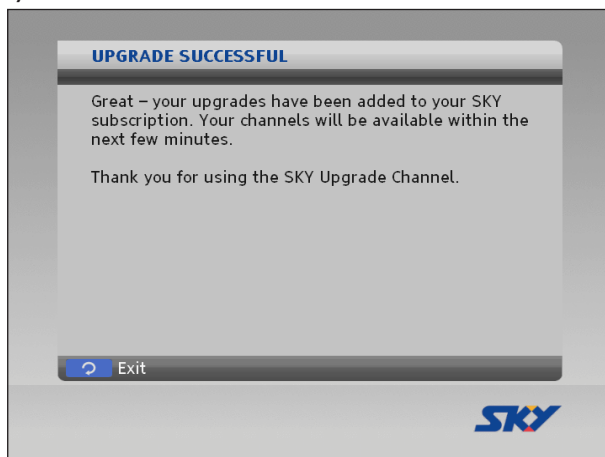 UPGRADE SUCCESSFUL
Great – your upgrades have been added to your SKY
subscription. Your channels will be available within the
next few minutes.
Thank you for using the SKY Upgrade Channel.
Exit
SKY